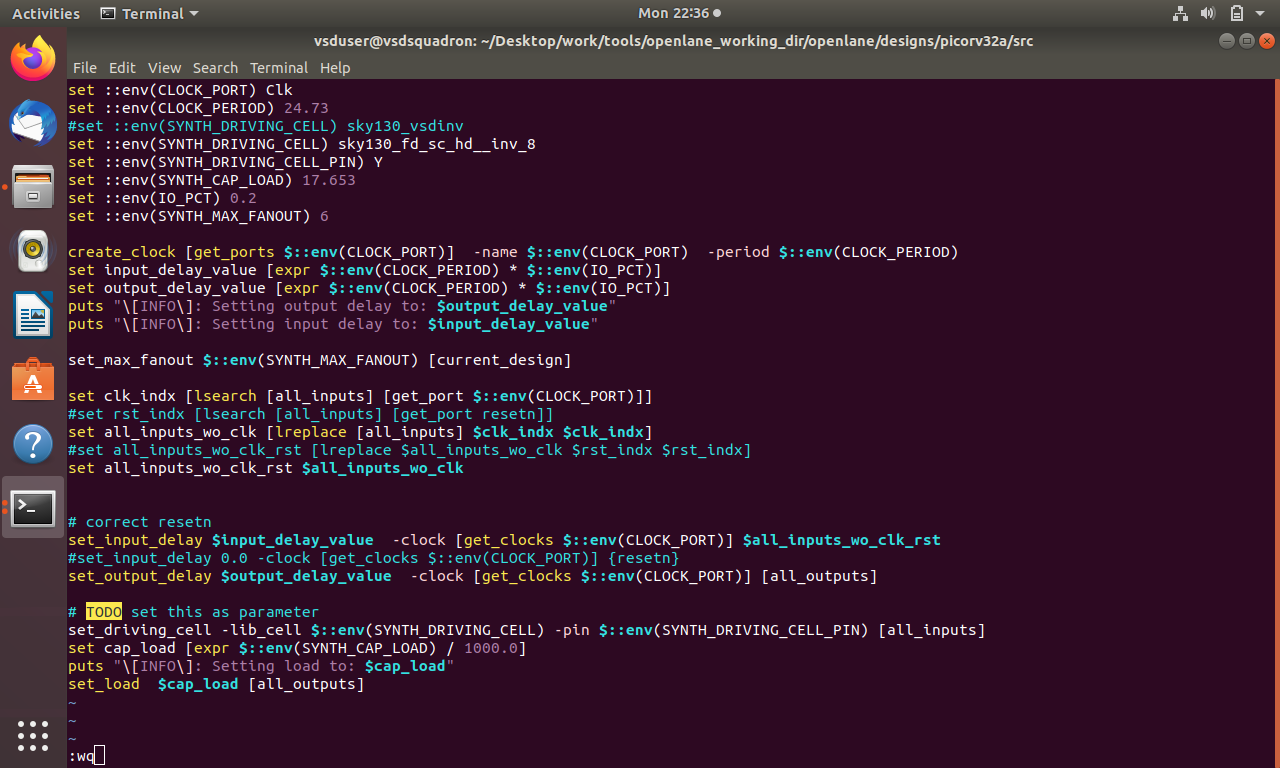 Activities Terminal Mon 22:36
vsduser@vsdsquadron: ~/Desktop/work/tools/openlane_working_dir/openlane/designs/picorv32a/src
File Edit View Search Terminal Help
set ::env(CLOCK_PORT) Clk
set ::env(CLOCK_PERIOD) 24.73
#set ::env(SYNTH_DRIVING_CELL) sky130_vsdinv
set ::env(SYNTH_DRIVING_CELL) sky130_fd_sc_hd__inv_8
set ::env(SYNTH_DRIVING_CELL_PIN) Y
set ::env(SYNTH_CAP_LOAD) 17.653
set ::env(IO_PCT) 0.2
set ::env(SYNTH_MAX_FANOUT) 6
create_clock [get_ports $::env(CLOCK_PORT)]  -name $::env(CLOCK_PORT)  -period $::env(CLOCK_PERIOD)
set input_delay_value [expr $::env(CLOCK_PERIOD) * $::env(IO_PCT)]
set output_delay_value [expr $::env(CLOCK_PERIOD) * $::env(IO_PCT)]
puts "\[INFO\]: Setting output delay to: $output_delay_value"
puts "\[INFO\]: Setting input delay to: $input_delay_value"
set_max_fanout $::env(SYNTH_MAX_FANOUT) [current_design]
set clk_indx [lsearch [all_inputs] [get_port $::env(CLOCK_PORT)]]
#set rst_indx [lsearch [all_inputs] [get_port resetn]]
set all_inputs_wo_clk [lreplace [all_inputs] $clk_indx $clk_indx]
#set all_inputs_wo_clk_rst [lreplace $all_inputs_wo_clk $rst_indx $rst_indx]
set all_inputs_wo_clk_rst $all_inputs_wo_clk
# correct resetn
set_input_delay $input_delay_value  -clock [get_clocks $::env(CLOCK_PORT)] $all_inputs_wo_clk_rst
#set_input_delay 0.0 -clock [get_clocks $::env(CLOCK_PORT)] {resetn}
set_output_delay $output_delay_value  -clock [get_clocks $::env(CLOCK_PORT)] [all_outputs]
# TODO set this as parameter
set_driving_cell -lib_cell $::env(SYNTH_DRIVING_CELL) -pin $::env(SYNTH_DRIVING_CELL_PIN) [all_inputs]
set cap_load [expr $::env(SYNTH_CAP_LOAD) / 1000.0]
puts "\[INFO\]: Setting load to: $cap_load"
set_load  $cap_load [all_outputs]
~
~
~
:wq